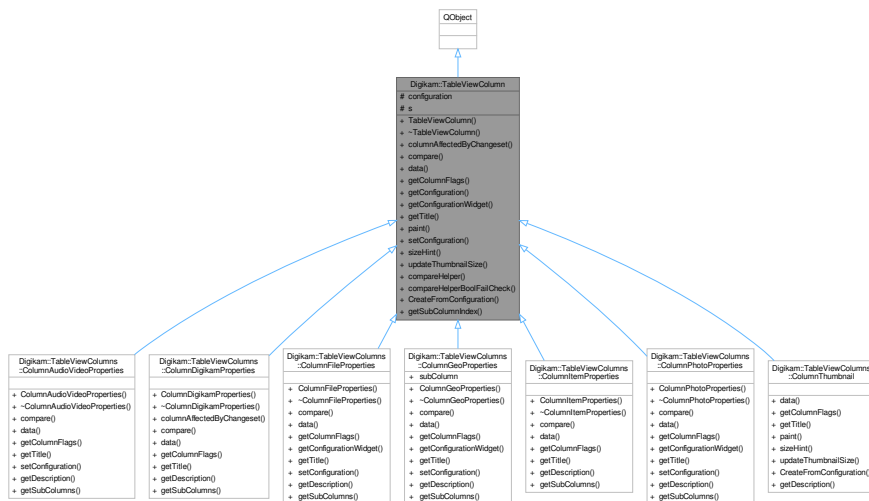 QObject
Digikam::TableViewColumn
# configuration
# s
+ TableViewColumn()
+ ~TableViewColumn()
+ columnAffectedByChangeset()
+ compare()
+ data()
+ getColumnFlags()
+ getConfiguration()
+ getConfigurationWidget()
+ getTitle()
+ paint()
+ setConfiguration()
+ sizeHint()
+ updateThumbnailSize()
+ compareHelper()
+ compareHelperBoolFailCheck()
+ CreateFromConfiguration()
+ getSubColumnIndex()
Digikam::TableViewColumns
::ColumnAudioVideoProperties
+ ColumnAudioVideoProperties()
+ ~ColumnAudioVideoProperties()
+ compare()
+ data()
+ getColumnFlags()
+ getTitle()
+ setConfiguration()
+ getDescription()
+ getSubColumns()
Digikam::TableViewColumns
::ColumnDigikamProperties
+ ColumnDigikamProperties()
+ ~ColumnDigikamProperties()
+ columnAffectedByChangeset()
+ compare()
+ data()
+ getColumnFlags()
+ getTitle()
+ getDescription()
+ getSubColumns()
Digikam::TableViewColumns
::ColumnFileProperties
+ ColumnFileProperties()
+ ~ColumnFileProperties()
+ compare()
+ data()
+ getColumnFlags()
+ getConfigurationWidget()
+ getTitle()
+ setConfiguration()
+ getDescription()
+ getSubColumns()
Digikam::TableViewColumns
::ColumnGeoProperties
+ subColumn
+ ColumnGeoProperties()
+ ~ColumnGeoProperties()
+ compare()
+ data()
+ getColumnFlags()
+ getConfigurationWidget()
+ getTitle()
+ setConfiguration()
+ getDescription()
+ getSubColumns()
Digikam::TableViewColumns
::ColumnItemProperties
+ ColumnItemProperties()
+ ~ColumnItemProperties()
+ compare()
+ data()
+ getColumnFlags()
+ getTitle()
+ getDescription()
+ getSubColumns()
Digikam::TableViewColumns
::ColumnPhotoProperties
+ ColumnPhotoProperties()
+ ~ColumnPhotoProperties()
+ compare()
+ data()
+ getColumnFlags()
+ getConfigurationWidget()
+ getTitle()
+ setConfiguration()
+ getDescription()
+ getSubColumns()
Digikam::TableViewColumns
::ColumnThumbnail
+ data()
+ getColumnFlags()
+ getTitle()
+ paint()
+ sizeHint()
+ updateThumbnailSize()
+ CreateFromConfiguration()
+ getDescription()